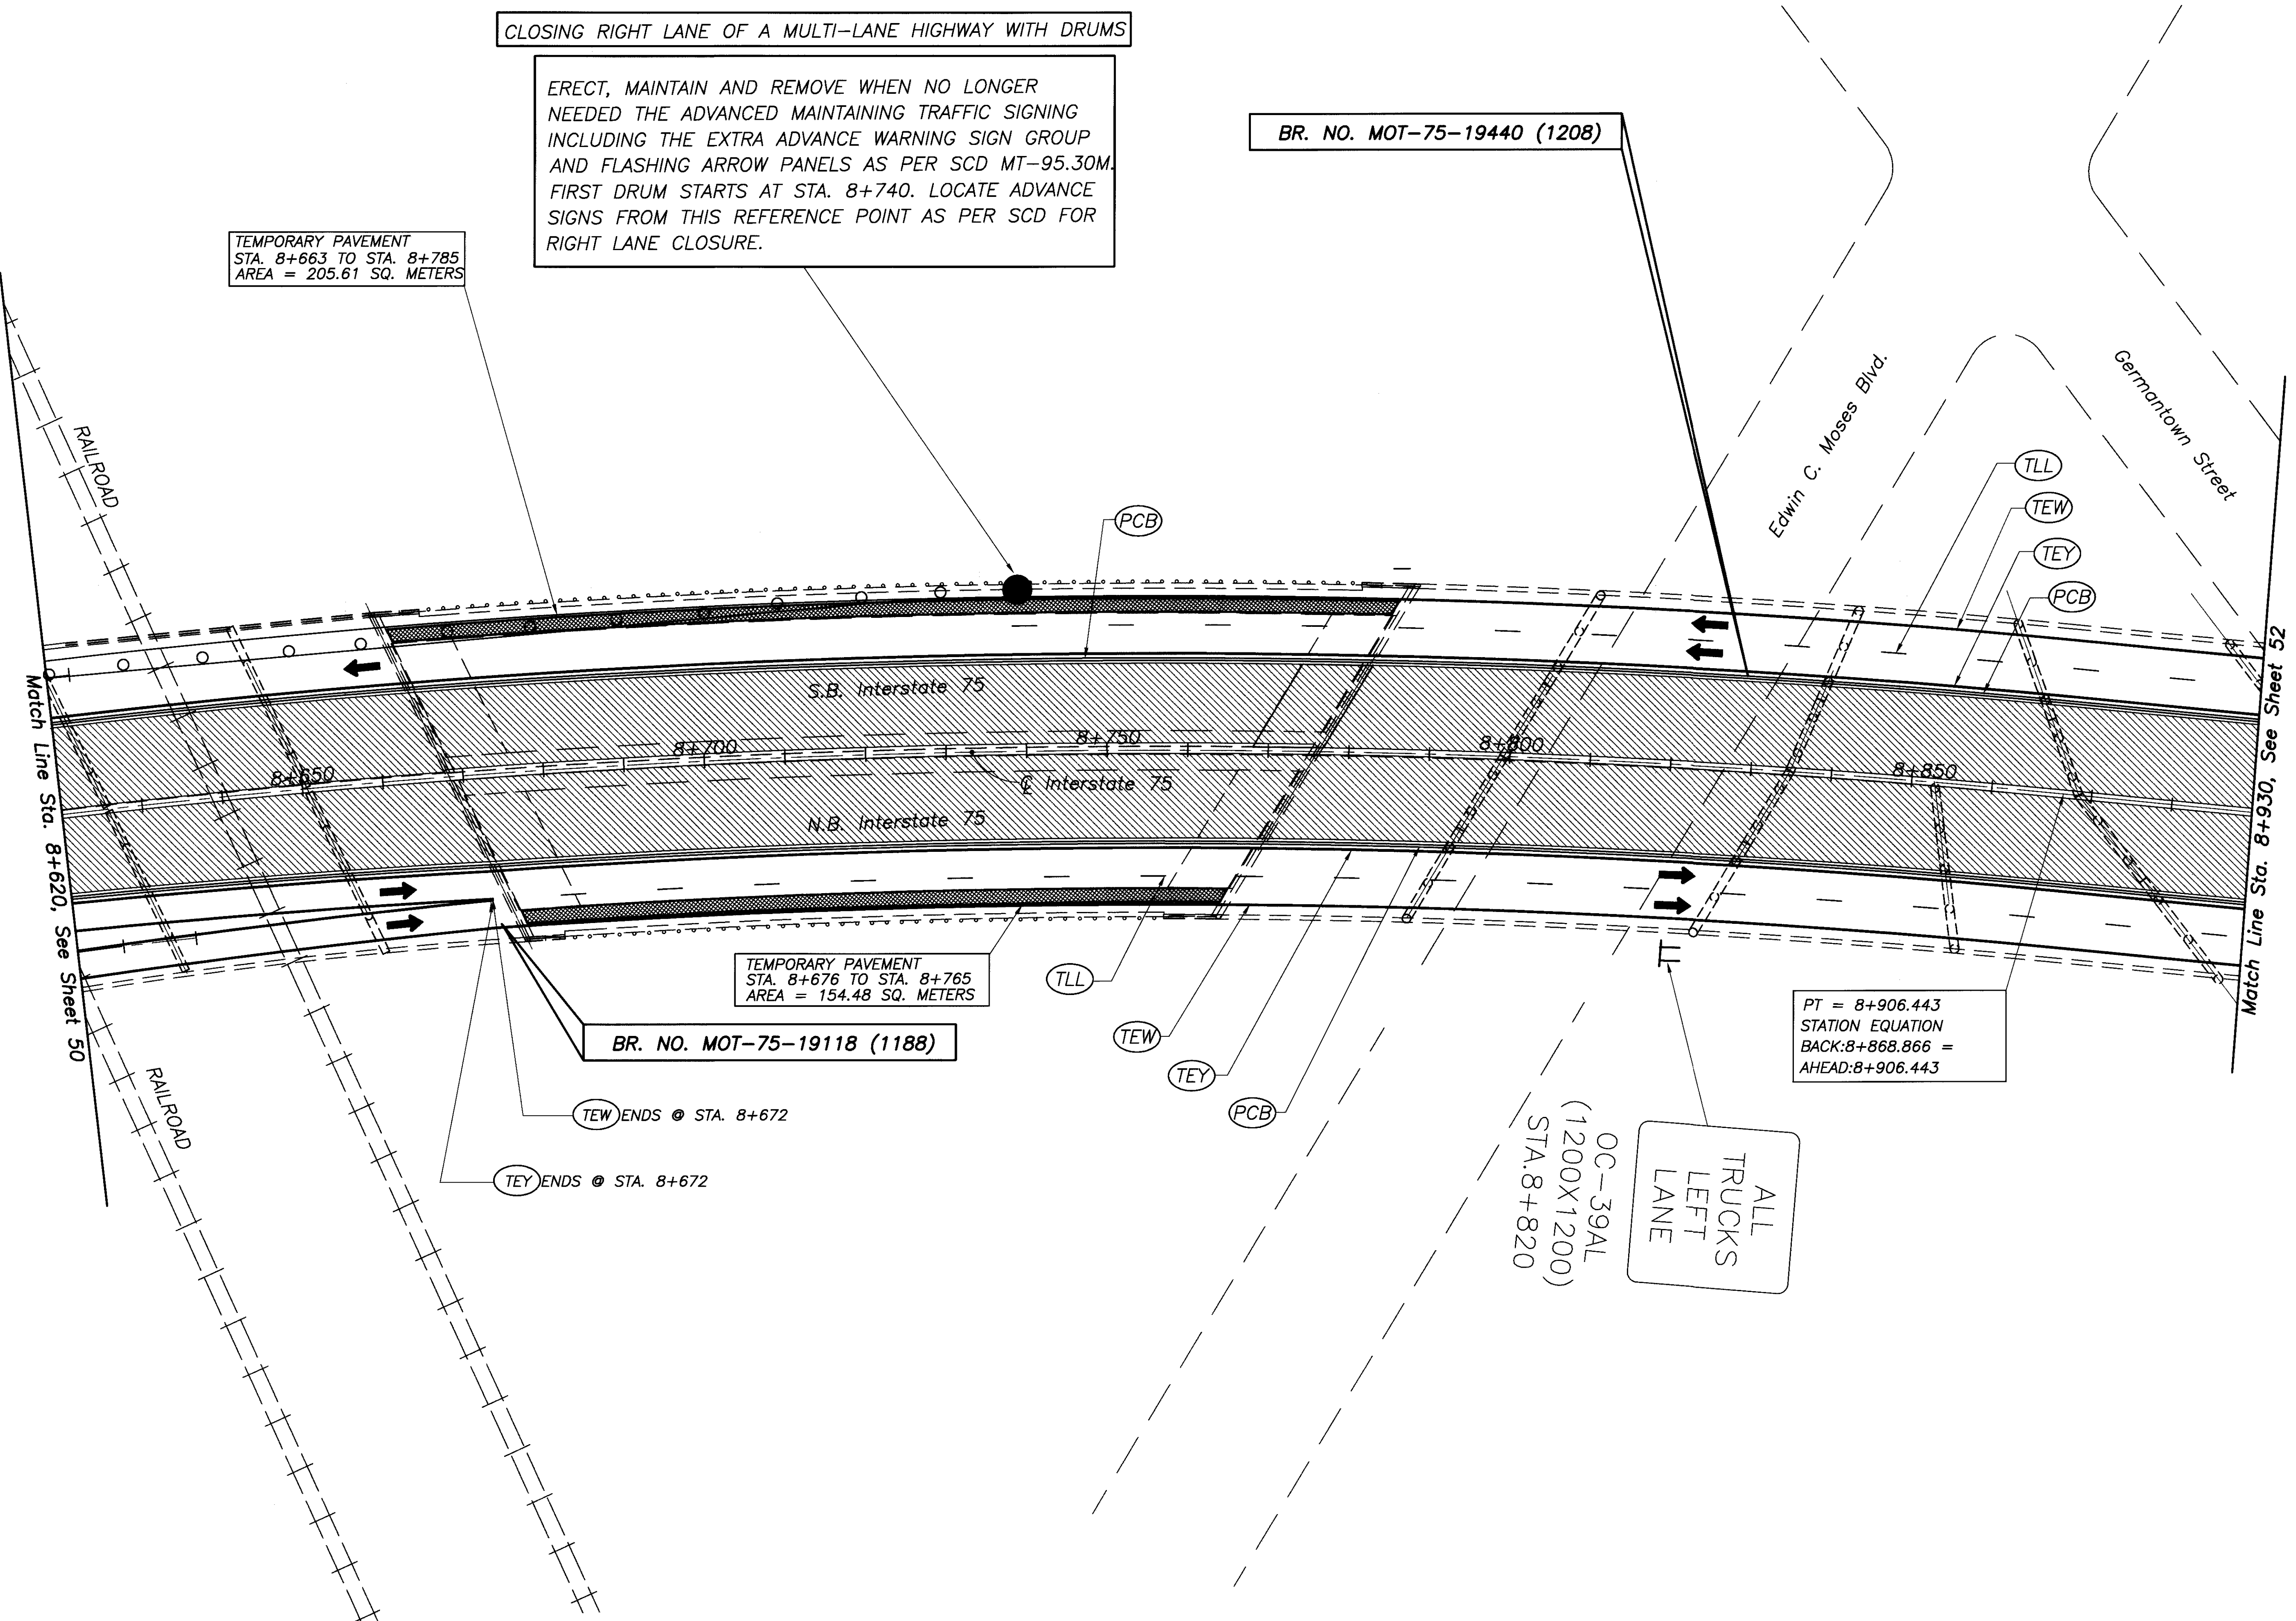 CLOSING RIGHT LANE OF A MULTI-LANE HIGHWAY WITH DRUMS
ERECT, MAINTAIN AND REMOVE WHEN NO LONGER
NEEDED THE ADVANCED MAINTAINING TRAFFIC SIGNING
INCLUDING THE EXTRA ADVANCE WARNING SIGN GROUP
AND FLASHING ARROW PANELS AS PER SCD MT-95.30M.
FIRST DRUM STARTS AT STA. 8+740. LOCATE ADVANCE
SIGNS FROM THIS REFERENCE POINT AS PER SCD FOR
RIGHT LANE CLOSURE.
BR. NO. MOT-75-19440 (1208)
TEMPORARY PAVEMENT
STA. 8+663 TO STA. 8+785
AREA = 205.61 SQ. METERS
RAILROAD
Edwin C. Moses Blvd.
Germantown Street
TLL
TEW
TEY
PCB
PCB
S.B. Interstate 75
8+650
8+700
8+750
8+800
8+850
℄ Interstate 75
N.B. Interstate 75
Match Line Sta. 8+620, See Sheet 50
Match Line Sta. 8+930, See Sheet 52
TEMPORARY PAVEMENT
STA. 8+676 TO STA. 8+765
AREA = 154.48 SQ. METERS
BR. NO. MOT-75-19118 (1188)
TLL
TEW
TEY
PCB
PT = 8+906.443
STATION EQUATION
BACK:8+868.866 =
AHEAD:8+906.443
RAILROAD
TEW ENDS @ STA. 8+672
TEY ENDS @ STA. 8+672
ALL
TRUCKS
LEFT
LANE
OC-39AL
(1200X1200)
STA.8+820